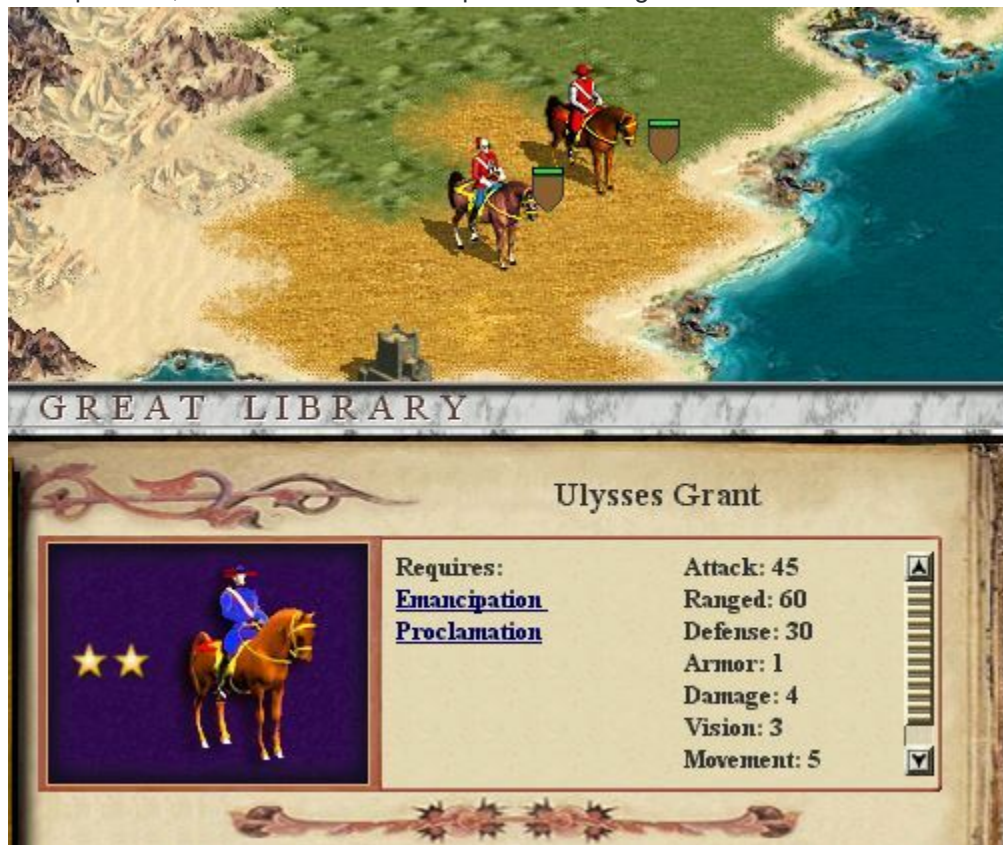 GREAT LIBRARY
Ulysses Grant
Requires:
Emancipation
Proclamation
Attack: 45
Ranged: 60
Defense: 30
Armor: 1
Damage: 4
Vision: 3
Movement: 5